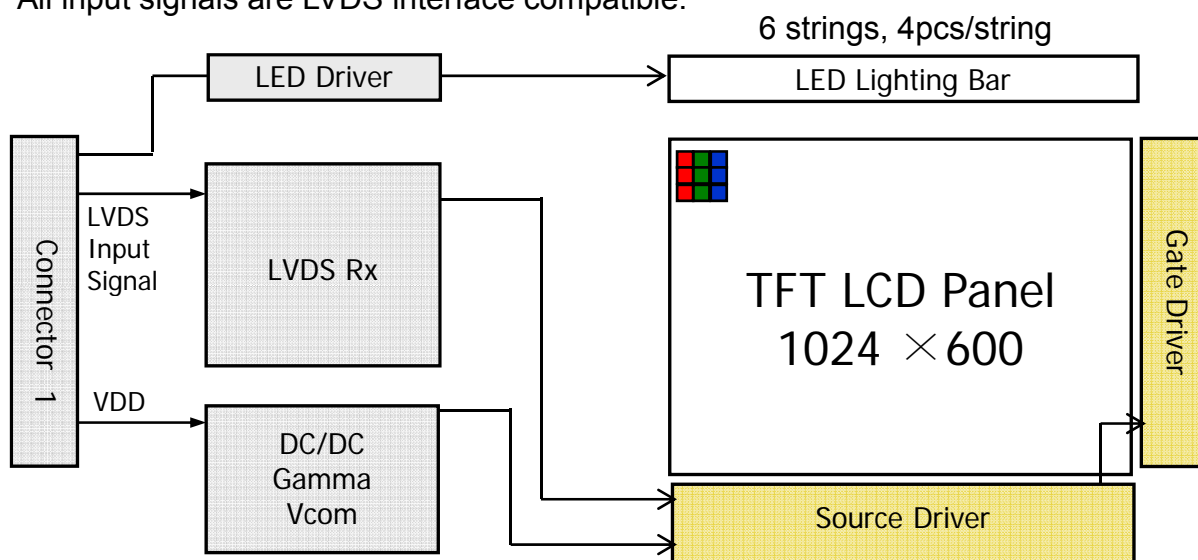 All input signals are LVDS interface compatible.
6 strings, 4pcs/string
LED Driver
LED Lighting Bar
Connector 1
LVDS
Input
Signal
LVDS Rx
TFT LCD Panel
1024 ×600
Gate Driver
VDD
DC/DC
Gamma
Vcom
Source Driver